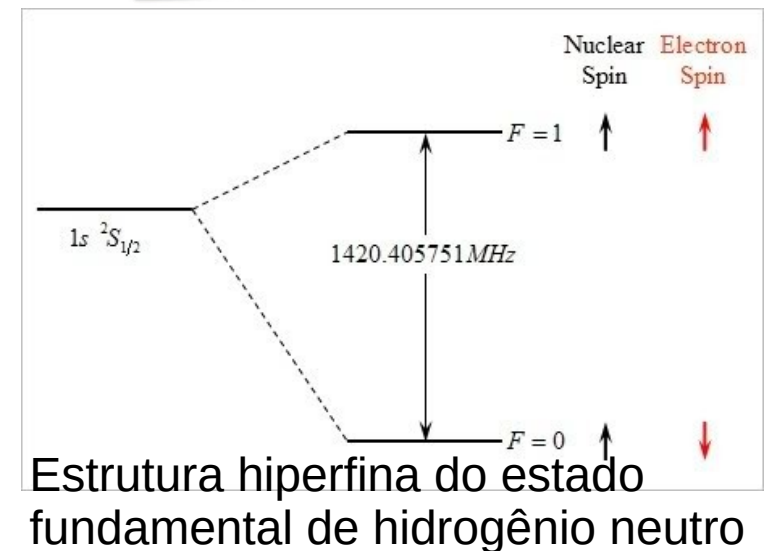 Nuclear Electron
Spin Spin
F = 1
1s ²S₁/₂
1420.405751MHz
F = 0
Estrutura hiperfina do estado
fundamental de hidrogênio neutro